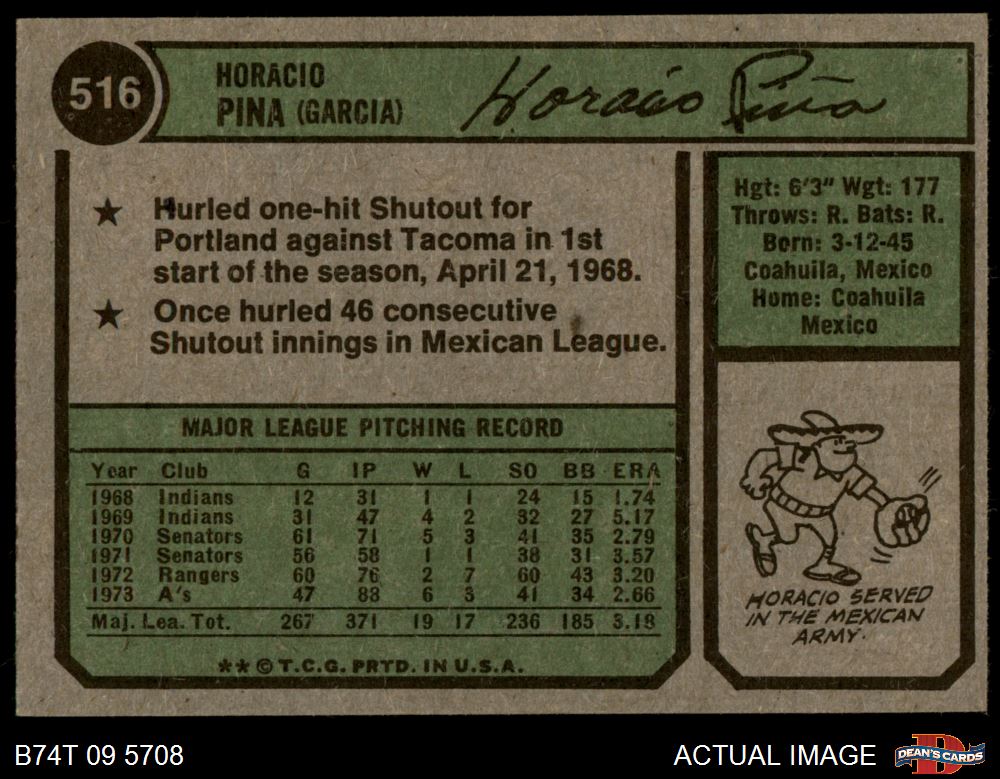 516
HORACIO
PINA (GARCIA)
Horacio Piña
★ Hurled one-hit Shutout for
Portland against Tacoma in 1st
start of the season, April 21, 1968.
★ Once hurled 46 consecutive
Shutout innings in Mexican League.
Hgt: 6'3" Wgt: 177
Throws: R. Bats: R.
Born: 3-12-45
Coahuila, Mexico
Home: Coahuila
Mexico
MAJOR LEAGUE PITCHING RECORD
Year Club G IP W L SO BB ERA
1968 Indians 12 31 1 1 24 15 1.74
1969 Indians 31 47 4 2 32 27 5.17
1970 Senators 61 71 5 3 41 35 2.79
1971 Senators 56 58 1 1 38 31 3.57
1972 Rangers 60 76 2 7 60 43 3.20
1973 A's 47 88 6 3 41 34 2.66
Maj. Lea. Tot. 267 371 19 17 236 185 3.18
** © T.C.G. PRTD. IN U.S.A.
HORACIO SERVED
IN THE MEXICAN
ARMY.
B74T 09 5708
ACTUAL IMAGE
DEAN'S CARDS